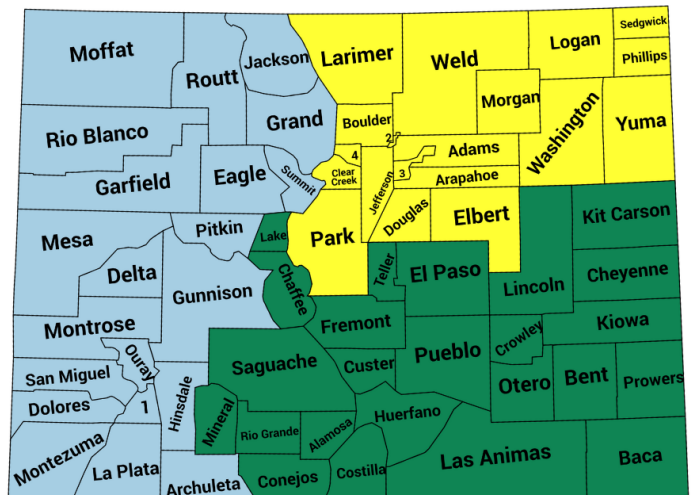 Moffat
Routt
Jackson
Larimer
Weld
Logan
Sedgwick
Phillips
Morgan
Rio Blanco
Grand
Boulder
2
Washington
Yuma
Garfield
Eagle
Summit
4
Clear
Creek
Jefferson
3
Adams
Arapahoe
Mesa
Pitkin
Lake
Park
Douglas
Elbert
Kit Carson
Delta
Gunnison
Chaffee
Teller
El Paso
Lincoln
Cheyenne
Montrose
Ouray
Fremont
Crowley
Kiowa
San Miguel
Hinsdale
Saguache
Custer
Pueblo
Otero
Bent
Prowers
Dolores
1
Mineral
Rio Grande
Alamosa
Huerfano
Montezuma
La Plata
Archuleta
Conejos
Costilla
Las Animas
Baca